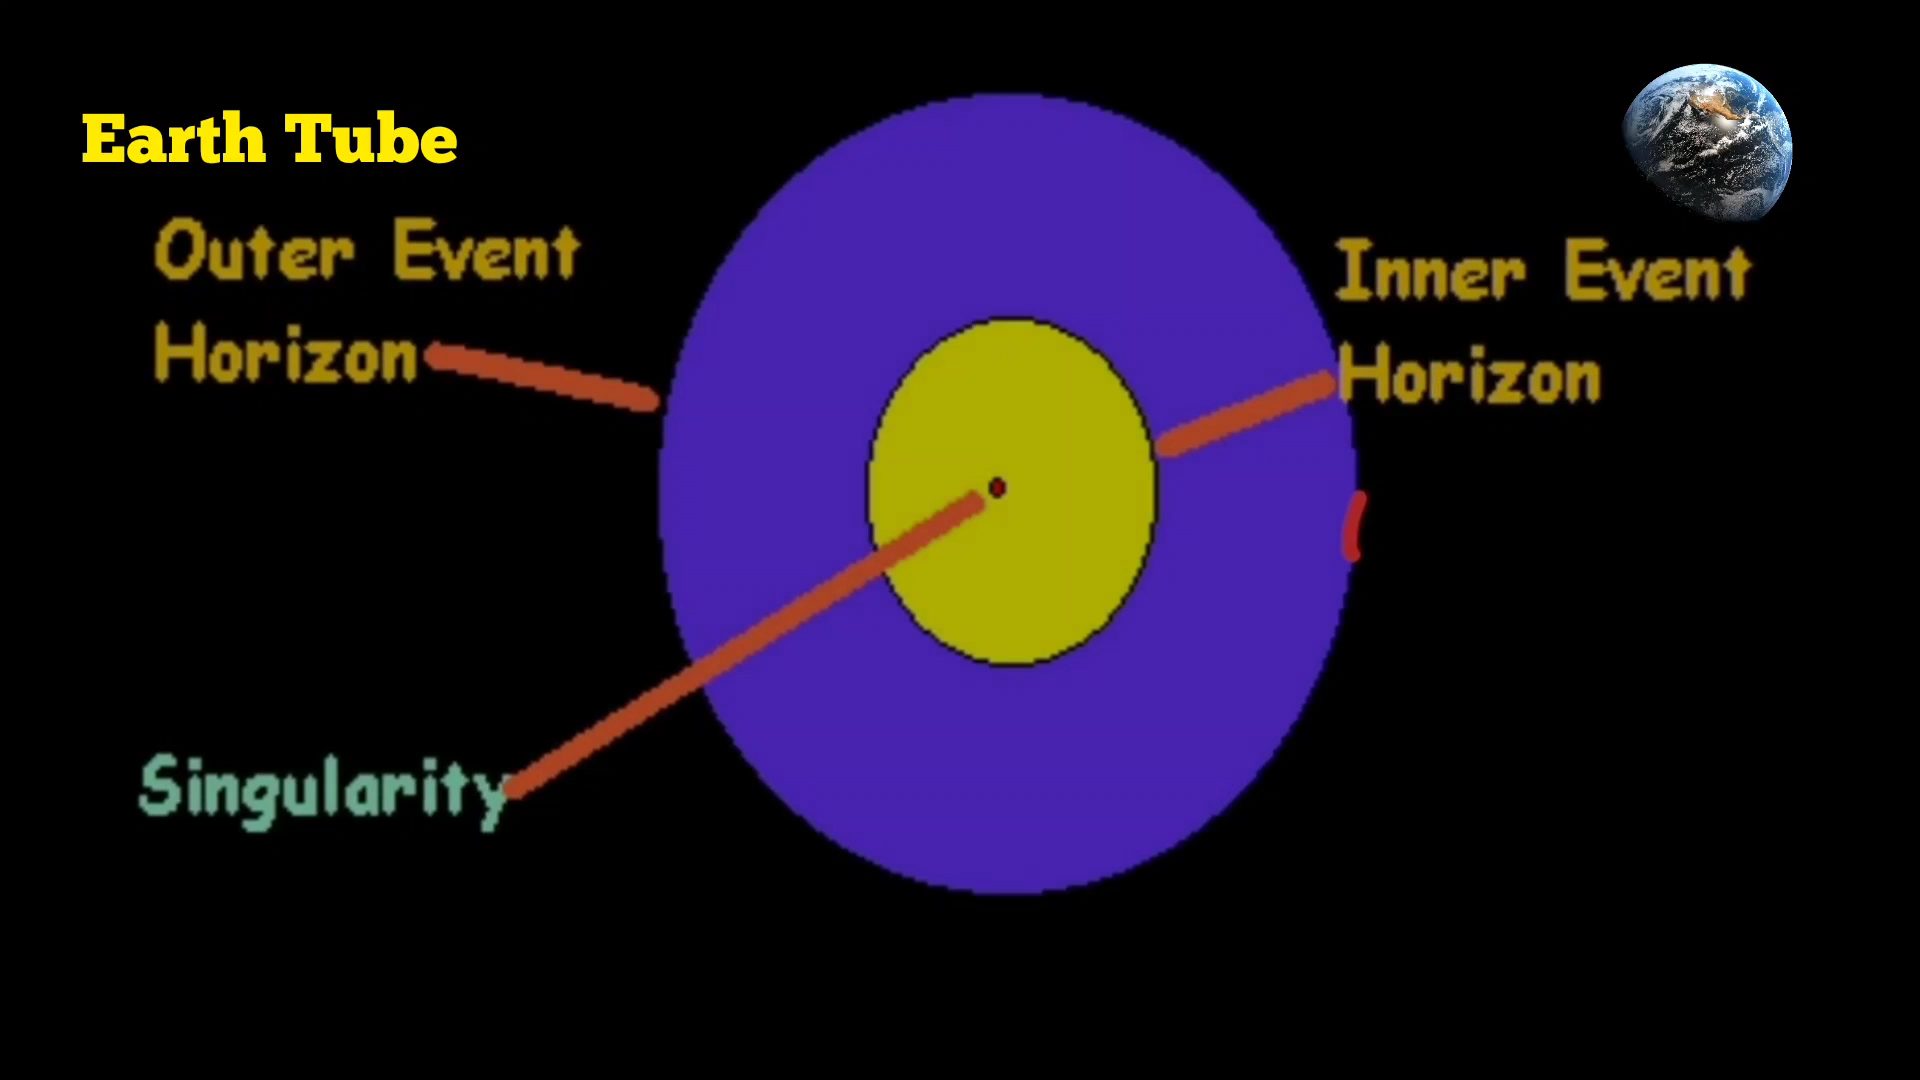 Earth Tube
Outer Event
Horizon
Inner Event
Horizon
Singularity